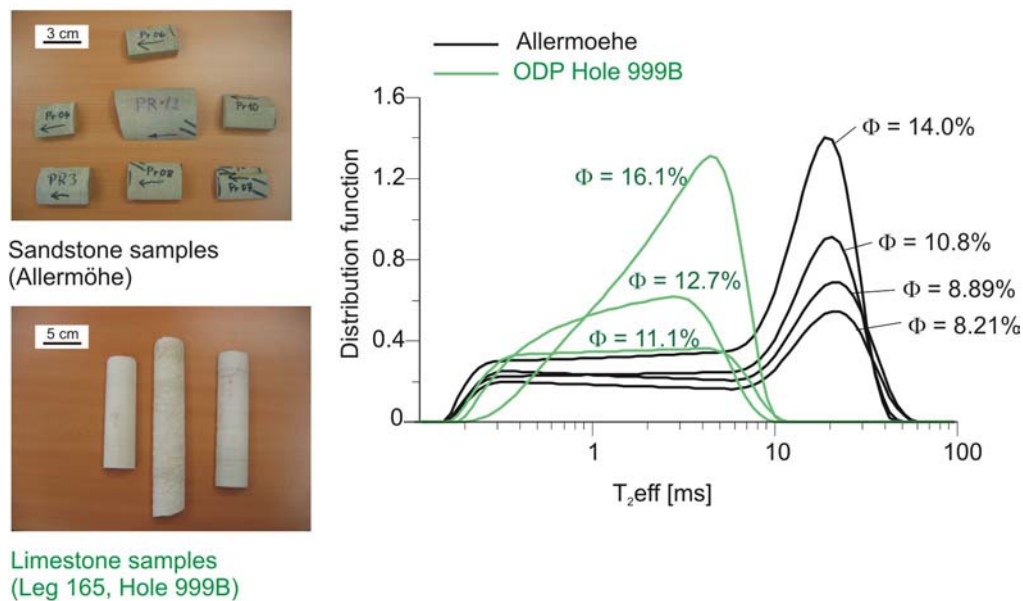 3 cm
Pr06
Pr04
PR-12
Pr10
PR3
Pr08
Sandstone samples
(Allermöhe)
5 cm
Limestone samples
(Leg 165, Hole 999B)
Allermoehe
ODP Hole 999B
1.6
1.2
0.8
0.4
0
Distribution function
Φ = 16.1%
Φ = 12.7%
Φ = 11.1%
Φ = 14.0%
Φ = 10.8%
Φ = 8.89%
Φ = 8.21%
1
10
100
T₂eff [ms]